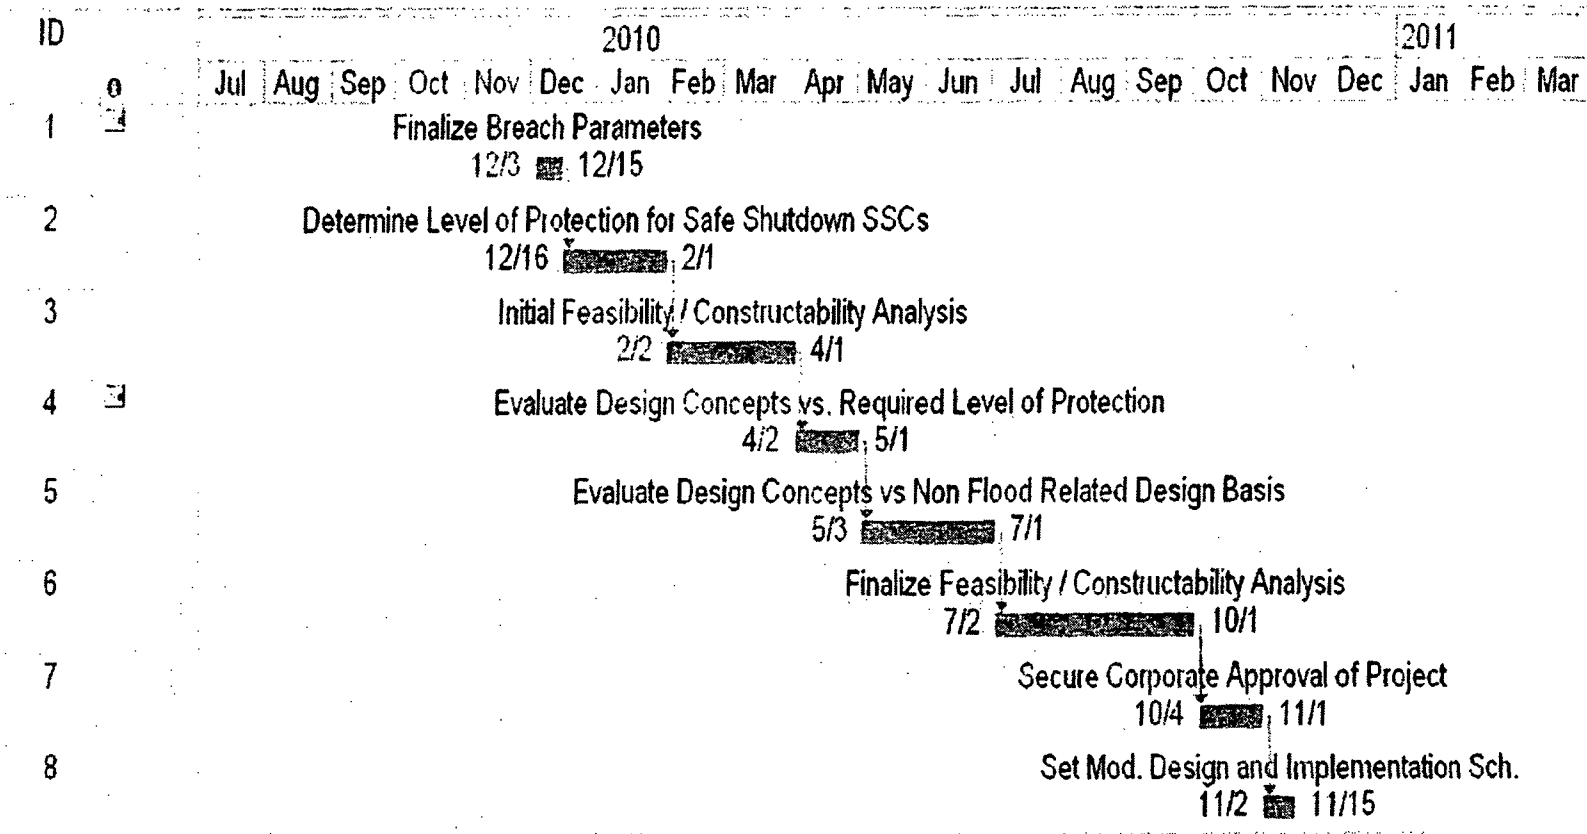 ID 2010 2011
Jul Aug Sep Oct Nov Dec Jan Feb Mar Apr May Jun Jul Aug Sep Oct Nov Dec Jan Feb Mar
1 Finalize Breach Parameters
12/3 12/15
2 Determine Level of Protection for Safe Shutdown SSCs
12/16 2/1
3 Initial Feasibility / Constructability Analysis
2/2 4/1
4 Evaluate Design Concepts vs. Required Level of Protection
4/2 5/1
5 Evaluate Design Concepts vs Non Flood Related Design Basis
5/3 7/1
6 Finalize Feasibility / Constructability Analysis
7/2 10/1
7 Secure Corporate Approval of Project
10/4 11/1
8 Set Mod. Design and Implementation Sch.
11/2 11/15